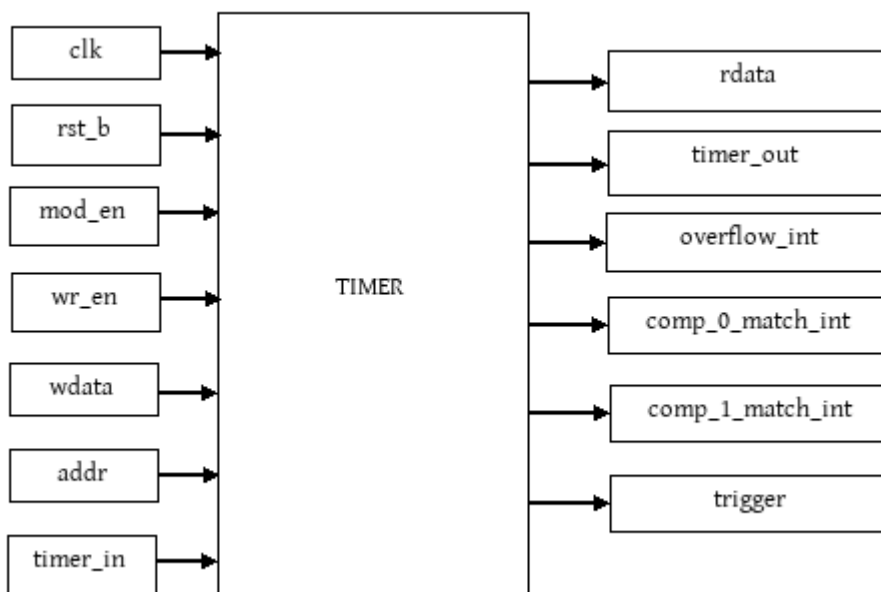 clk
rst_b
mod_en
wr_en
wdata
addr
timer_in
TIMER
rdata
timer_out
overflow_int
comp_0_match_int
comp_1_match_int
trigger